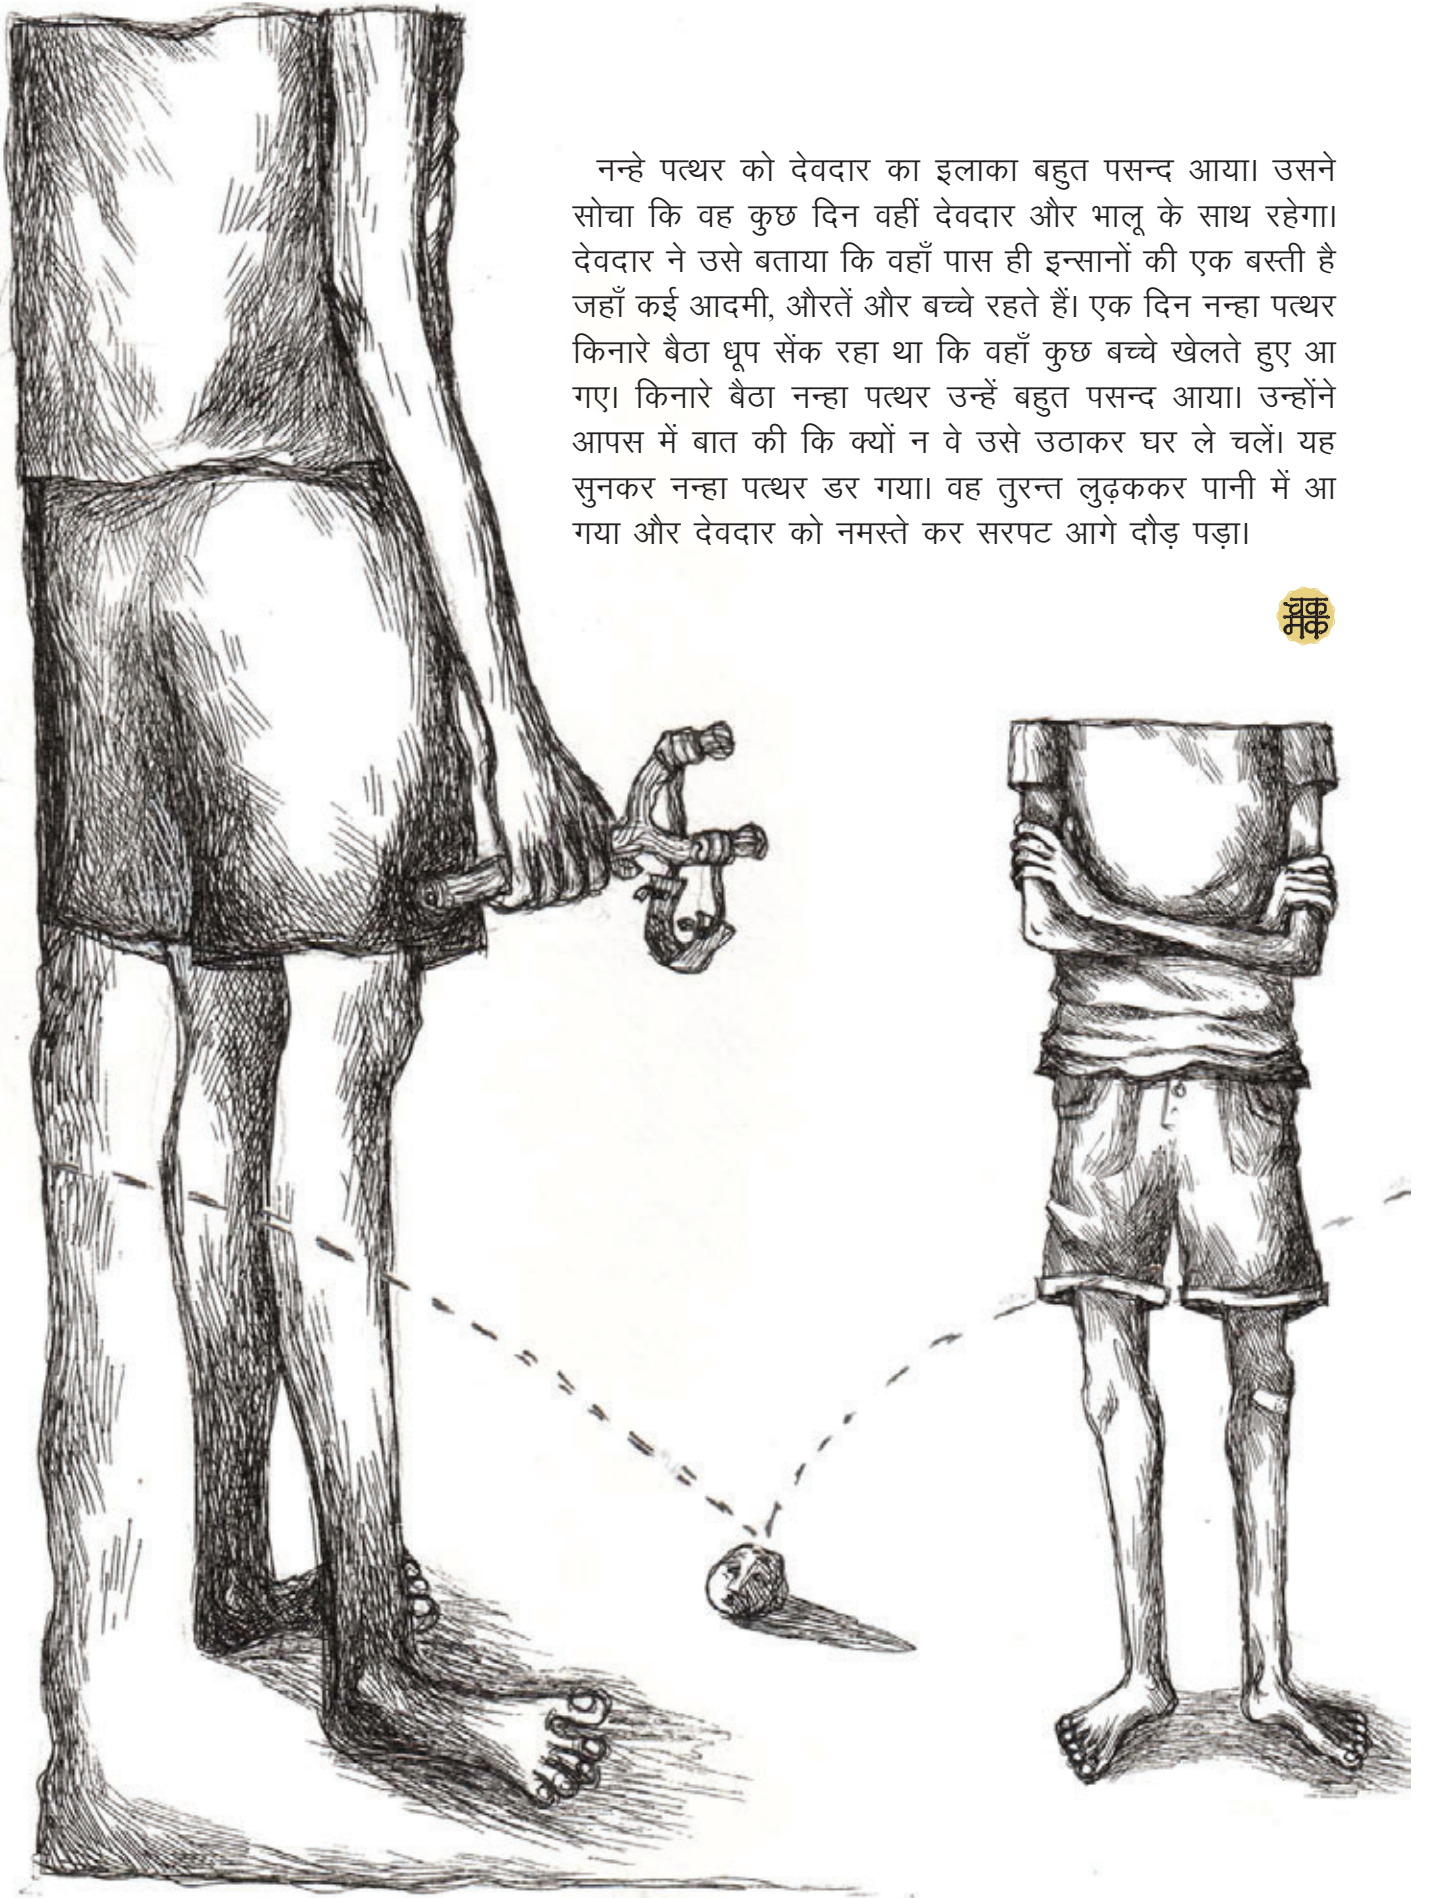 नन्हे पत्थर को देवदार का इलाका बहुत पसन्द आया। उसने
सोचा कि वह कुछ दिन वहीं देवदार और भालू के साथ रहेगा।
देवदार ने उसे बताया कि वहाँ पास ही इन्सानों की एक बस्ती है
जहाँ कई आदमी, औरतें और बच्चे रहते हैं। एक दिन नन्हा पत्थर
किनारे बैठा धूप सेंक रहा था कि वहाँ कुछ बच्चे खेलते हुए आ
गए। किनारे बैठा नन्हा पत्थर उन्हें बहुत पसन्द आया। उन्होंने
आपस में बात की कि क्यों न वे उसे उठाकर घर ले चलें। यह
सुनकर नन्हा पत्थर डर गया। वह तुरन्त लुढ़ककर पानी में आ
गया और देवदार को नमस्ते कर सरपट आगे दौड़ पड़ा।
चक
मक